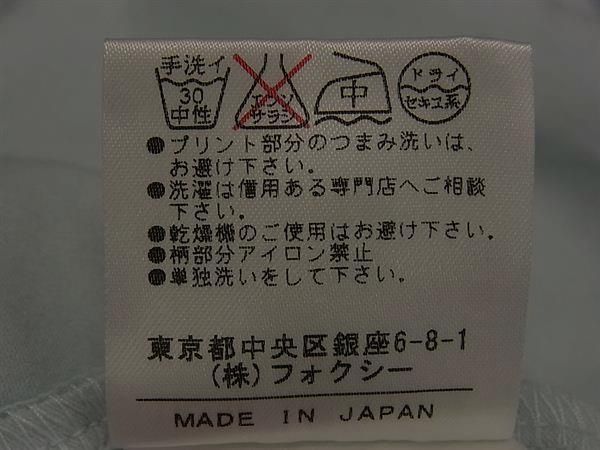 手洗イ
30
中性
エンソ
サラシ
中
ドライ
セキユ系
●プリント部分のつまみ洗いは、
お避け下さい。
●洗濯は信用ある専門店へご相談
下さい。
●乾燥機のご使用はお避け下さい。
●柄部分アイロン禁止
●単独洗いをして下さい。
東京都中央区銀座6-8-1
(株)フォクシー
MADE IN JAPAN